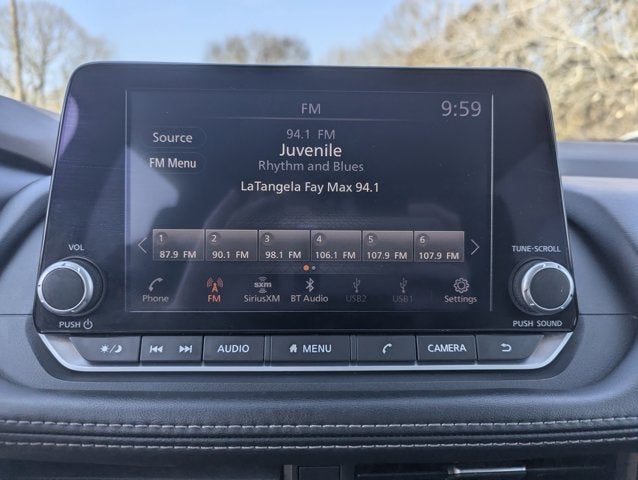 FM
9:59
Source
94.1 FM
Juvenile
FM Menu
Rhythm and Blues
LaTangela Fay Max 94.1
1 2 3 4 5 6
87.9 FM 90.1 FM 98.1 FM 106.1 FM 107.9 FM 107.9 FM
sxm
Phone FM SiriusXM BT Audio USB2 USB1 Settings
VOL
TUNE-SCROLL
PUSH
PUSH SOUND
AUDIO MENU CAMERA